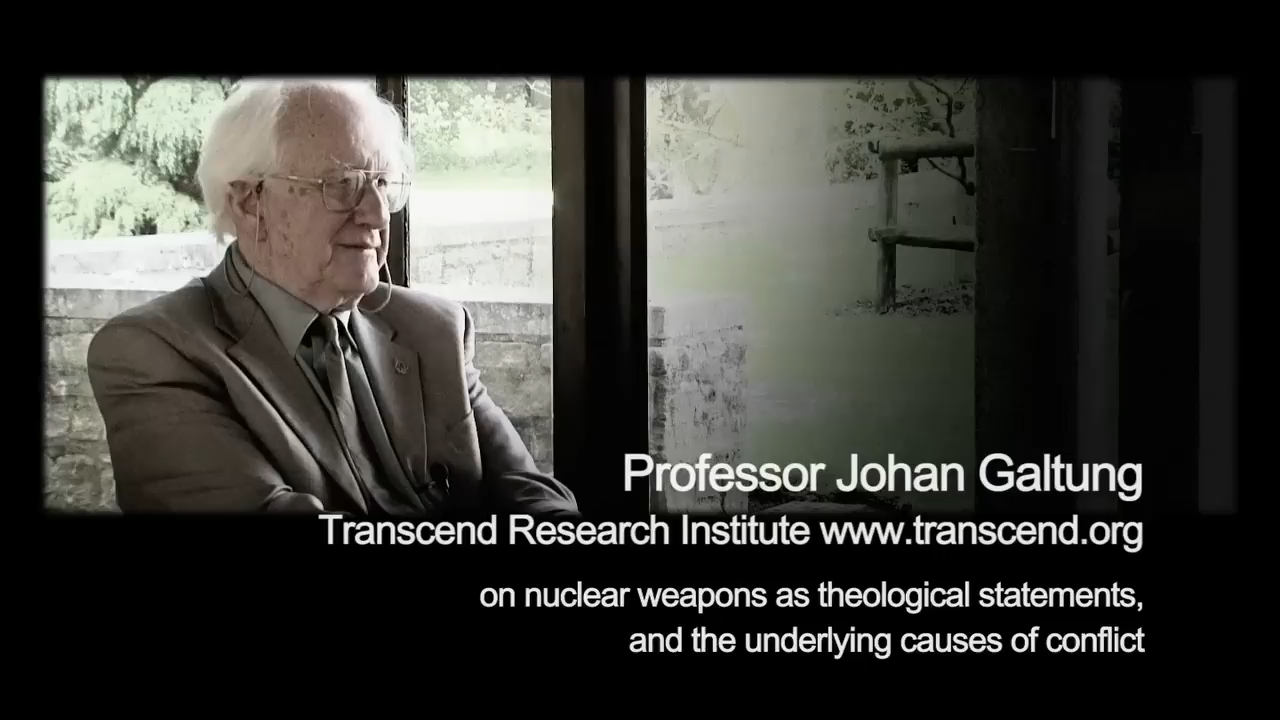 Professor Johan Galtung
Transcend Research Institute www.transcend.org
on nuclear weapons as theological statements,
and the underlying causes of conflict